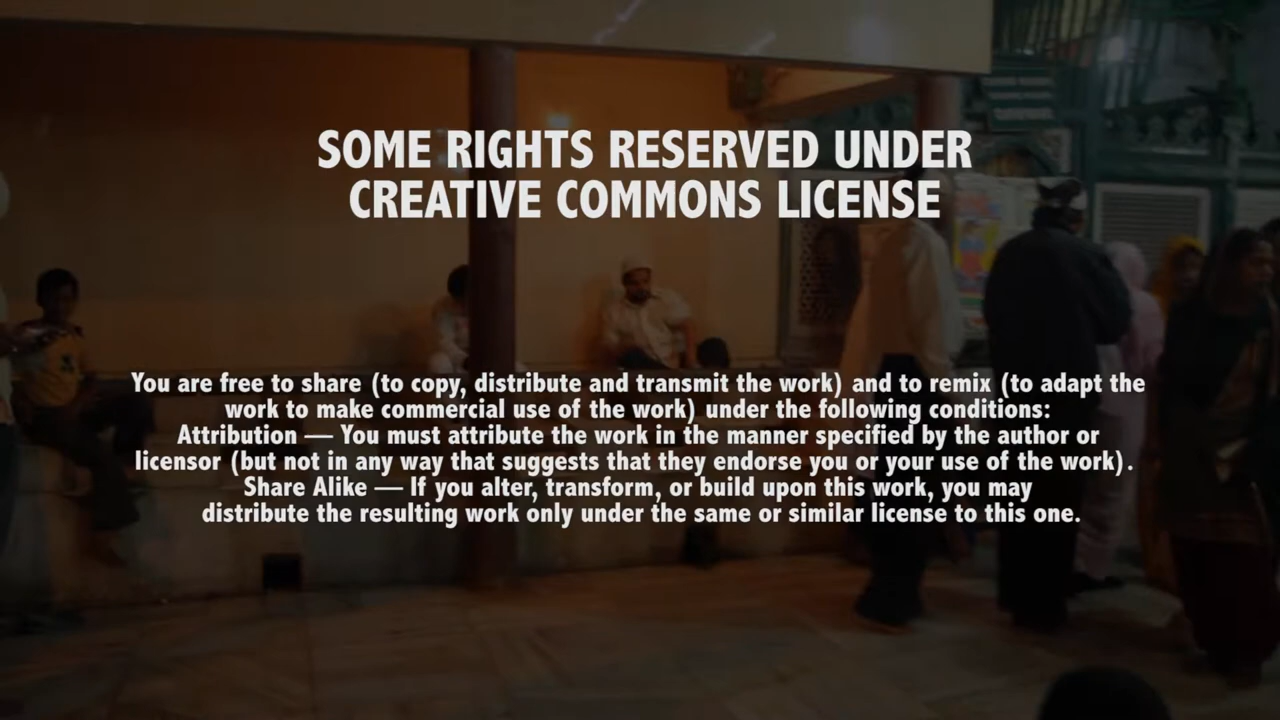 SOME RIGHTS RESERVED UNDER
CREATIVE COMMONS LICENSE
You are free to share (to copy, distribute and transmit the work) and to remix (to adapt the
work to make commercial use of the work) under the following conditions:
Attribution — You must attribute the work in the manner specified by the author or
licensor (but not in any way that suggests that they endorse you or your use of the work).
Share Alike — If you alter, transform, or build upon this work, you may
distribute the resulting work only under the same or similar license to this one.